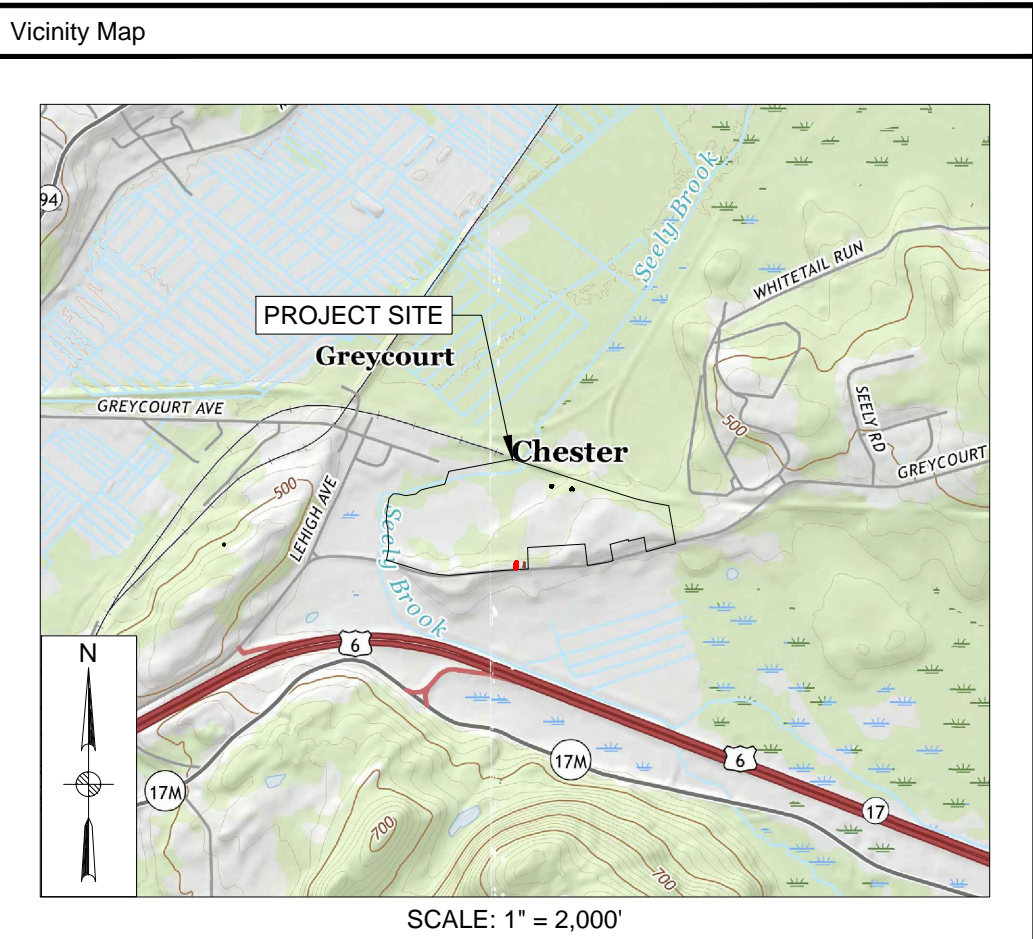 Vicinity Map
94
Seely Brook
WHITETAIL RUN
PROJECT SITE
Greycourt
GREYCOURT AVE
SEELY RD
500
Chester
GREYCOURT
500
LEHIGH AVE
Seely Brook
6
N
17M
6
17M
17
700
700
SCALE: 1" = 2,000'